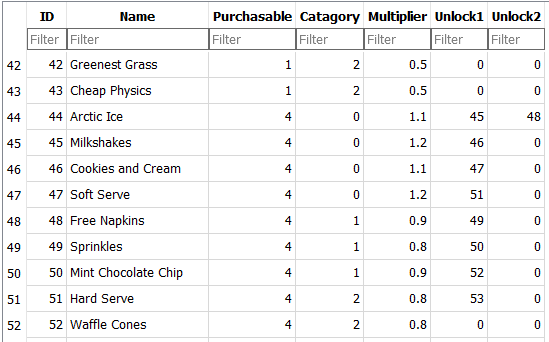 ID Name Purchasable Catagory Multiplier Unlock1 Unlock2
Filter Filter Filter Filter Filter Filter Filter
42 42 Greenest Grass 1 2 0.5 0 0
43 43 Cheap Physics 1 2 0.5 0 0
44 44 Arctic Ice 4 0 1.1 45 48
45 45 Milkshakes 4 0 1.2 46 0
46 46 Cookies and Cream 4 0 1.1 47 0
47 47 Soft Serve 4 0 1.2 51 0
48 48 Free Napkins 4 1 0.9 49 0
49 49 Sprinkles 4 1 0.8 50 0
50 50 Mint Chocolate Chip 4 1 0.9 52 0
51 51 Hard Serve 4 2 0.8 53 0
52 52 Waffle Cones 4 2 0.8 0 0